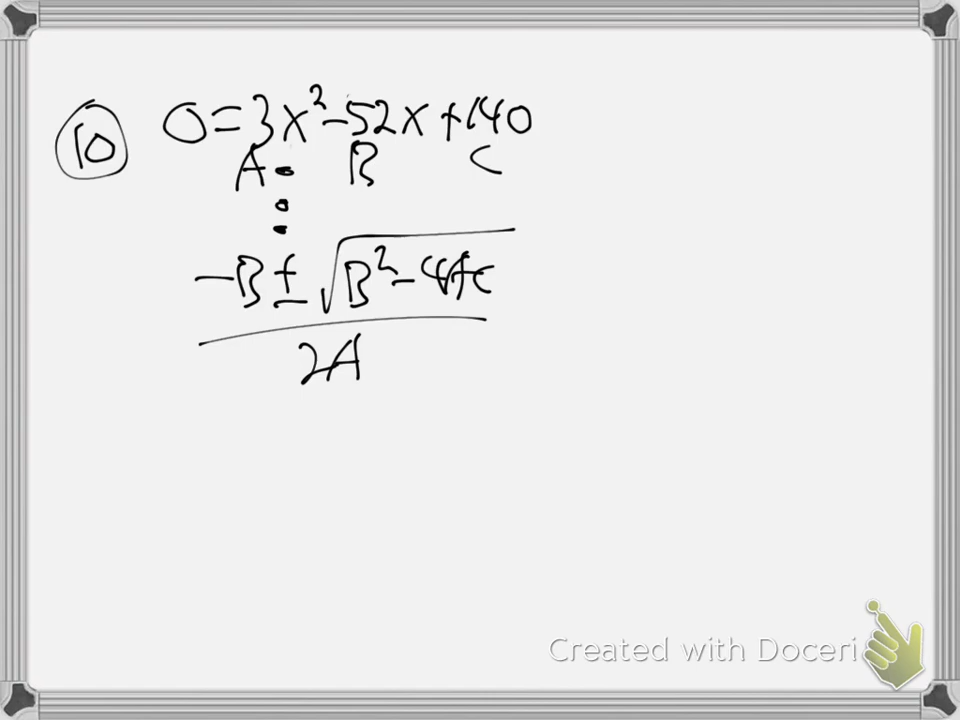 10 0=3x²-52x+140
A B C
-B±√B²-4AC
2A
Created with Doceri